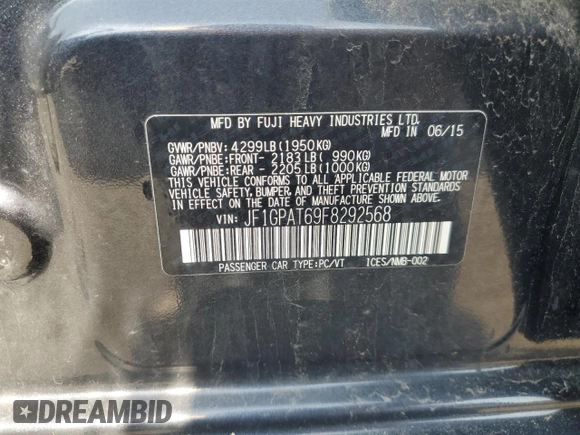 MFD BY FUJI HEAVY INDUSTRIES LTD.
MFD IN 06/15
GVWR/PNBV: 4299LB(1950KG)
GAWR/PNBE:FRONT- 2183LB( 990KG)
GAWR/PNBE:REAR - 2205LB(1000KG)
THIS VEHICLE CONFORMS TO ALL APPLICABLE FEDERAL MOTOR
VEHICLE SAFETY, BUMPER, AND THEFT PREVENTION STANDARDS
IN EFFECT ON THE DATE OF MANUFACTURE SHOWN ABOVE.
VIN: JF1GPAT69F8292568
PASSENGER CAR TYPE:PC/VT ICES/NMB-002
DREAMBID